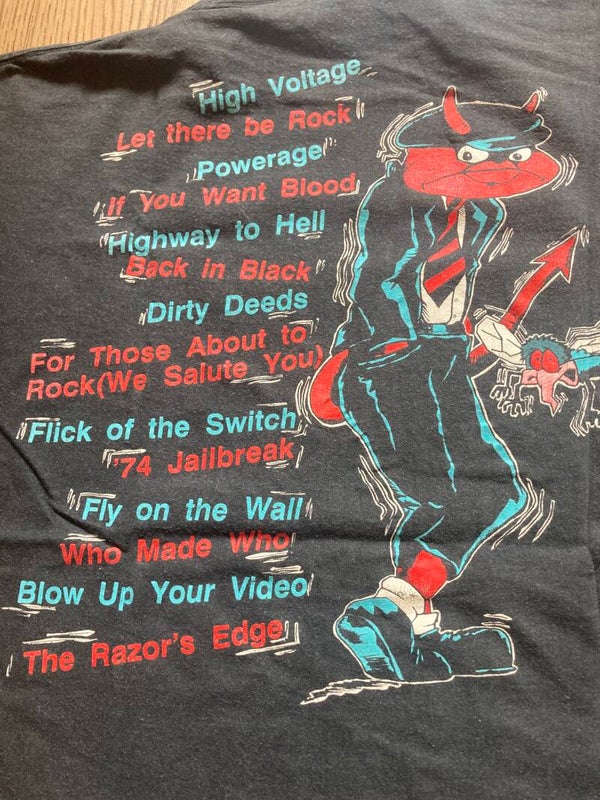 High Voltage
Let there be Rock
Powerage
If You Want Blood
Highway to Hell
Back in Black
Dirty Deeds
For Those About to
Rock(We Salute You)
Flick of the Switch
'74 Jailbreak
Fly on the Wall
Who Made Who
Blow Up Your Video
The Razor's Edge